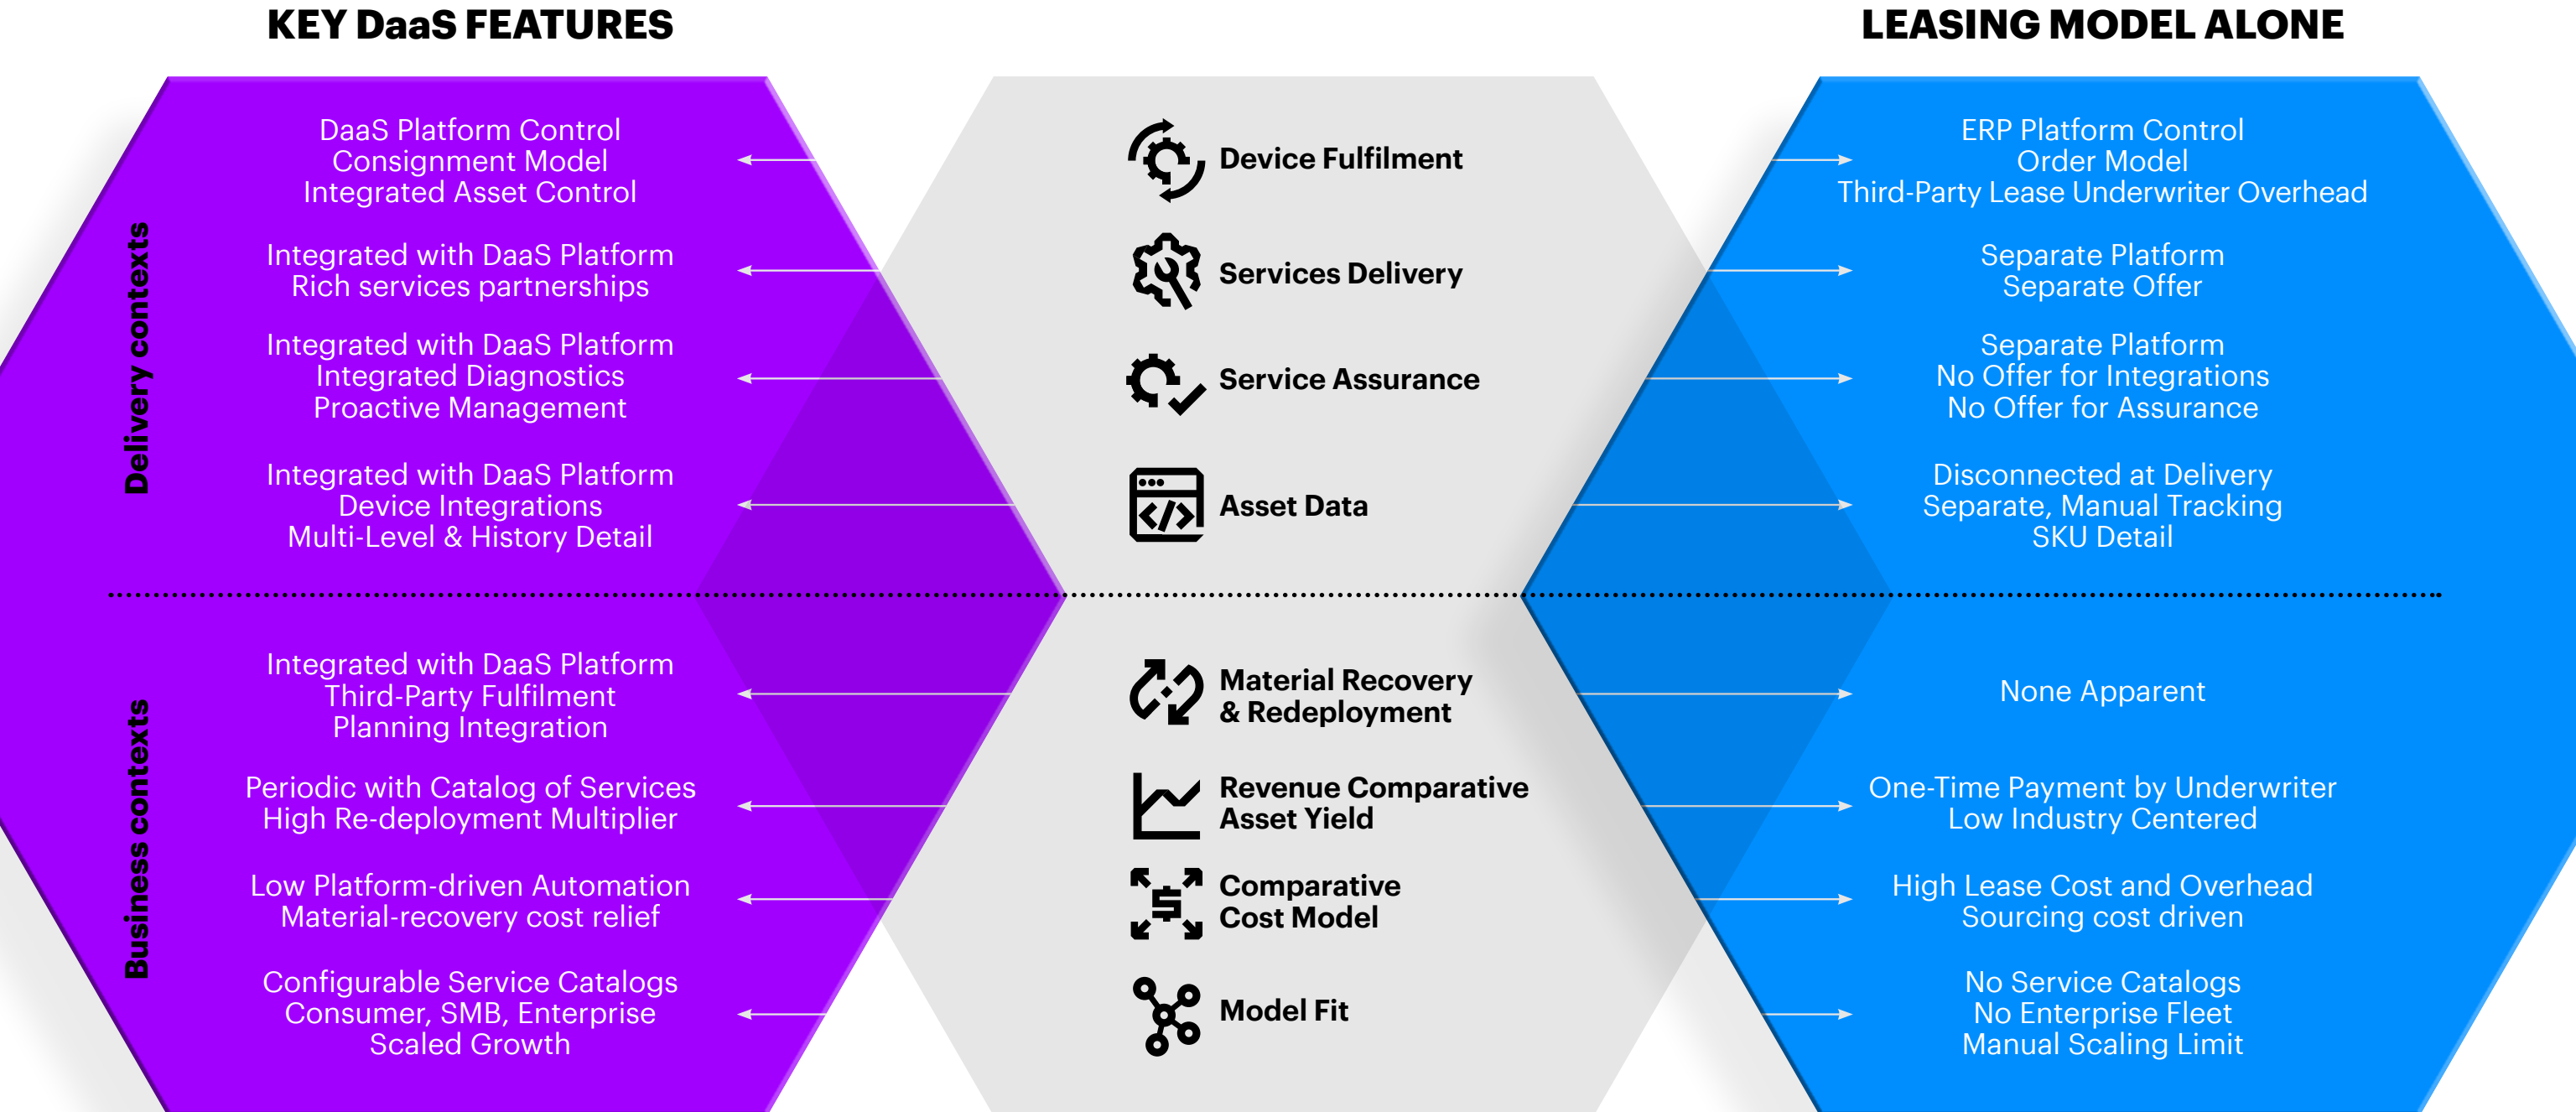 KEY DaaS FEATURES
LEASING MODEL ALONE
Delivery contexts
DaaS Platform Control
Consignment Model
Integrated Asset Control
Device Fulfilment
ERP Platform Control
Order Model
Third-Party Lease Underwriter Overhead
Integrated with DaaS Platform
Rich services partnerships
Services Delivery
Separate Platform
Separate Offer
Integrated with DaaS Platform
Integrated Diagnostics
Proactive Management
Service Assurance
Separate Platform
No Offer for Integrations
No Offer for Assurance
Integrated with DaaS Platform
Device Integrations
Multi-Level & History Detail
Asset Data
Disconnected at Delivery
Separate, Manual Tracking
SKU Detail
Business contexts
Integrated with DaaS Platform
Third-Party Fulfilment
Planning Integration
Material Recovery
& Redeployment
None Apparent
Periodic with Catalog of Services
High Re-deployment Multiplier
Revenue Comparative
Asset Yield
One-Time Payment by Underwriter
Low Industry Centered
Low Platform-driven Automation
Material-recovery cost relief
Comparative
Cost Model
High Lease Cost and Overhead
Sourcing cost driven
Configurable Service Catalogs
Consumer, SMB, Enterprise
Scaled Growth
Model Fit
No Service Catalogs
No Enterprise Fleet
Manual Scaling Limit